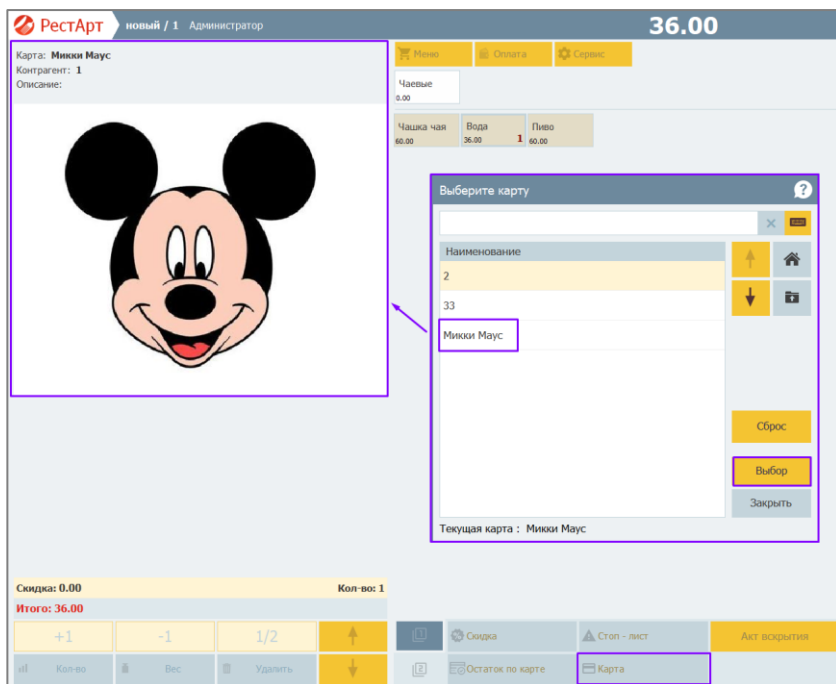 РестАрт новый / 1 Администратор 36.00
Карта: Микки Маус
Контрагент: 1
Описание:
Меню Оплата Сервис
Чаевые
0.00
Чашка чая Вода Пиво
60.00 36.00 1 60.00
Выберите карту ?
Наименование
2
33
Микки Маус
Сброс
Выбор
Закрыть
Текущая карта : Микки Маус
Скидка: 0.00 Кол-во: 1
Итого: 36.00
+1 -1 1/2
Кол-во Вес Удалить
1 Скидка Стоп - лист Акт вскрытия
2 Остаток по карте Карта